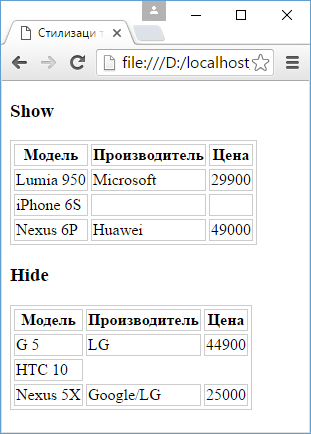 Стилизаци т
file:///D:/localhost
Show
Модель Производитель Цена
Lumia 950 Microsoft 29900
iPhone 6S
Nexus 6P Huawei 49000
Hide
Модель Производитель Цена
G 5 LG 44900
HTC 10
Nexus 5X Google/LG 25000